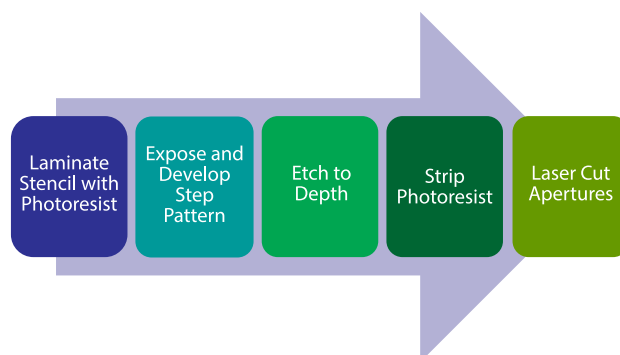 Laminate
Stencil with
Photoresist
Expose and
Develop
Step
Pattern
Etch to
Depth
Strip
Photoresist
Laser Cut
Apertures